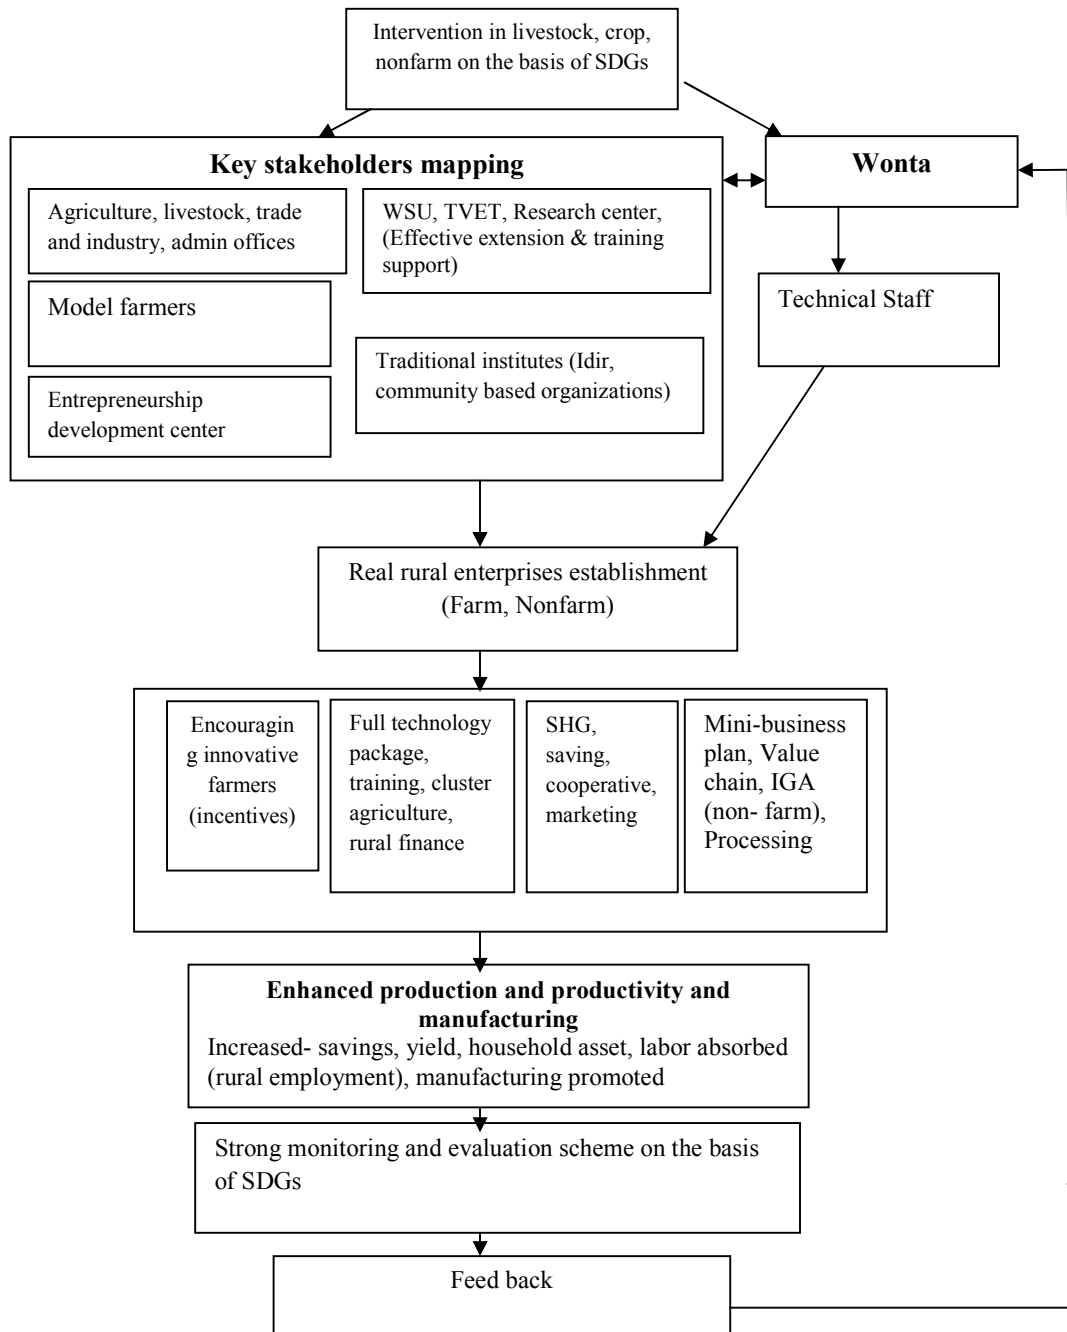 Intervention in livestock, crop,
nonfarm on the basis of SDGs
Key stakeholders mapping
Wonta
Agriculture, livestock, trade
and industry, admin offices
WSU, TVET, Research center,
(Effective extension & training
support)
Model farmers
Technical Staff
Traditional institutes (Idir,
community based organizations)
Entrepreneurship
development center
Real rural enterprises establishment
(Farm, Nonfarm)
Encouragin
g innovative
farmers
(incentives)
Full technology
package,
training, cluster
agriculture,
rural finance
SHG,
saving,
cooperative,
marketing
Mini-business
plan, Value
chain, IGA
(non- farm),
Processing
Enhanced production and productivity and
manufacturing
Increased- savings, yield, household asset, labor absorbed
(rural employment), manufacturing promoted
Strong monitoring and evaluation scheme on the basis
of SDGs
Feed back